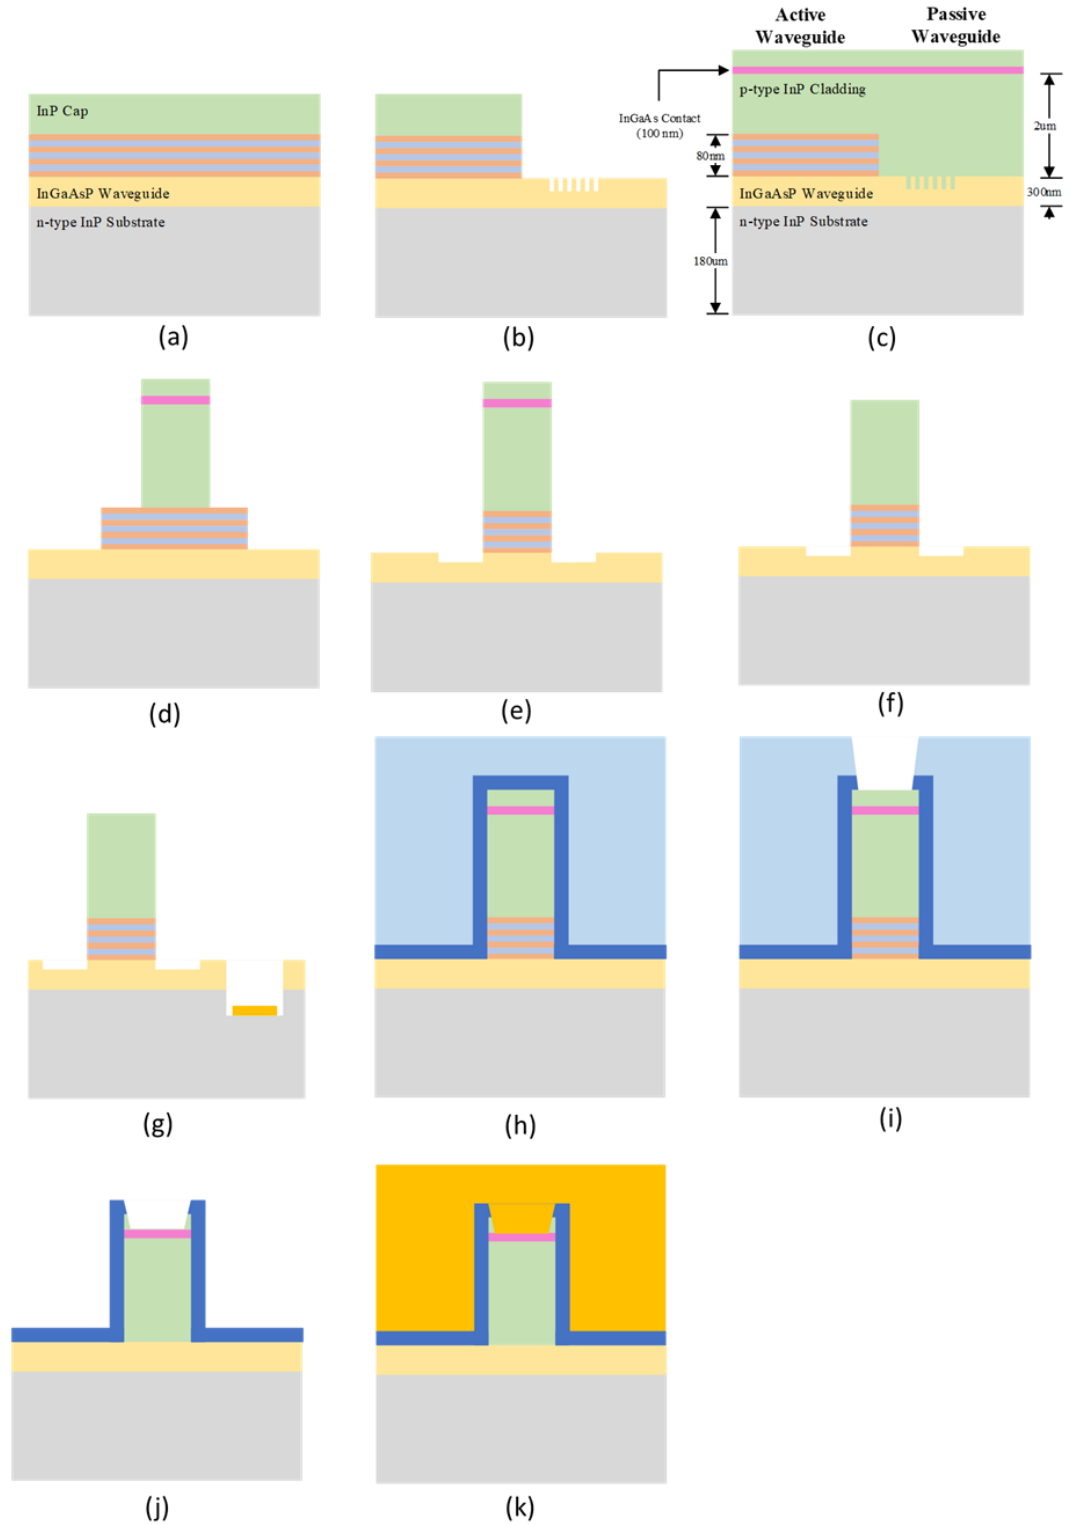 Active
Waveguide
Passive
Waveguide
InP Cap
InGaAsP Waveguide
n-type InP Substrate
(a)
(b)
InGaAs Contact
(100 nm)
p-type InP Cladding
80nm
2um
InGaAsP Waveguide
300nm
n-type InP Substrate
180um
(c)
(d)
(e)
(f)
(g)
(h)
(i)
(j)
(k)